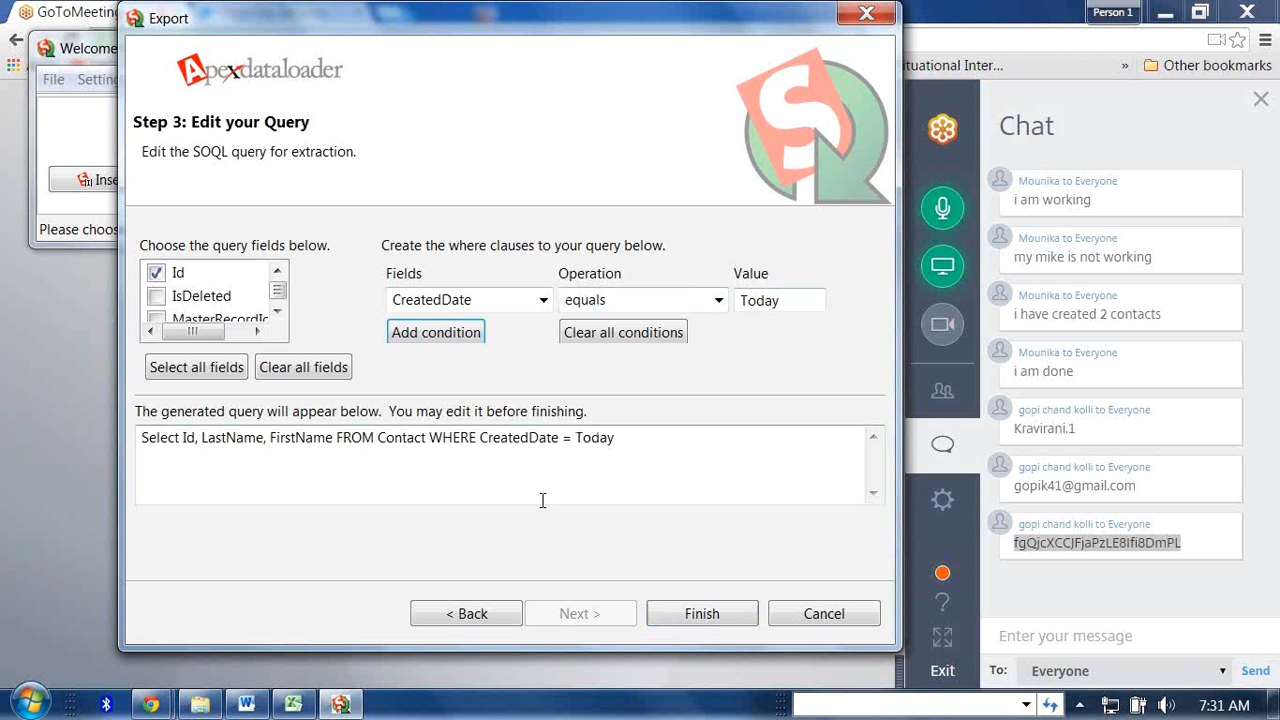 GoToMeeting
Person 1
Export
Welcome
File
Settin
Inse
Please choos
Apexdataloader
Step 3: Edit your Query
Edit the SOQL query for extraction.
Choose the query fields below.
Id
IsDeleted
MasterRecordId
Select all fields
Clear all fields
Create the where clauses to your query below.
Fields
Operation
Value
CreatedDate
equals
Today
Add condition
Clear all conditions
The generated query will appear below. You may edit it before finishing.
Select Id, LastName, FirstName FROM Contact WHERE CreatedDate = Today
< Back
Next >
Finish
Cancel
ituational Inter...
»
Other bookmarks
Chat
Mounika to Everyone
i am working
Mounika to Everyone
my mike is not working
Mounika to Everyone
i have created 2 contacts
Mounika to Everyone
i am done
gopi chand kolli to Everyone
Kravirani.1
gopi chand kolli to Everyone
gopik41@gmail.com
gopi chand kolli to Everyone
Enter your message
To: Everyone
Send
Exit
7:31 AM